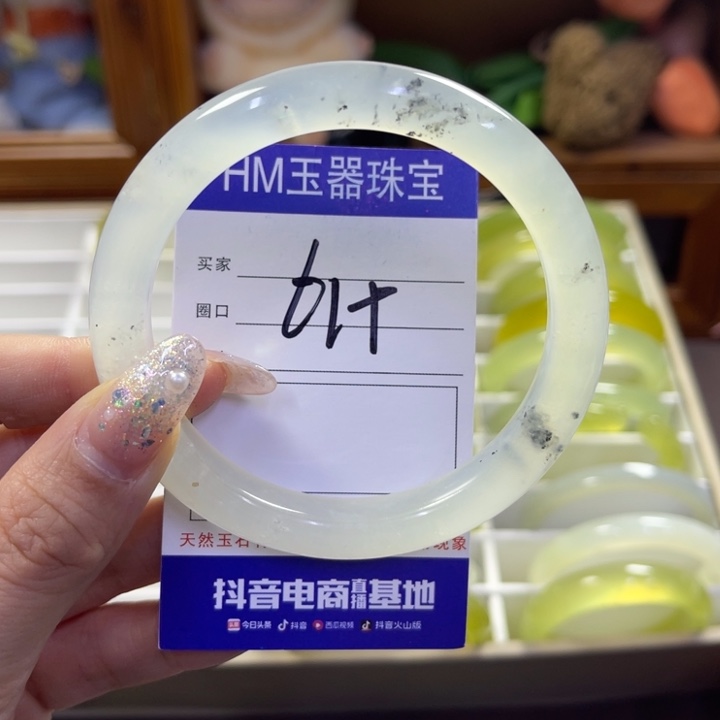 HM玉器珠宝
买家
圈口
61+
天然玉石
现象
抖音电商直播基地
头条 今日头条 抖音 西瓜视频 抖音火山版